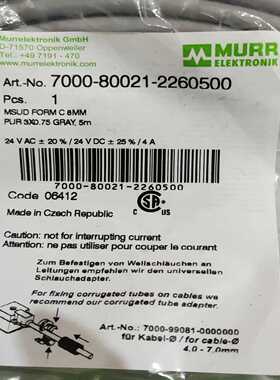 Murrelektronik GmbH
D-71570 Oppenweiler
Tel. +49 7191 - 470
www.murrelektronik.com
MURR
ELEKTRONIK
Art.-No. 7000-80021-2260500
Pcs. 1
MSUD FORM C 8MM
PUR 3X0.75 GRAY, 5m
24 V AC ± 20 % / 24 V DC ± 25 % / 4 A
7000-80021-2260500
Code 06412
Made in Czech Republic
Caution: not for interrupting current
Attention: ne pas utiliser pour couper le courant
Zum Befestigen von Wellschläuchen an
Leitungen empfehlen wir den universellen
Schlauchadapter.
For fixing corrugated tubes on cables we
recommend our corrugated tube adapter.
Art.-No.: 7000-99081-0000000
für Kabel-Ø / for cable-Ø
4,0 - 7,0mm